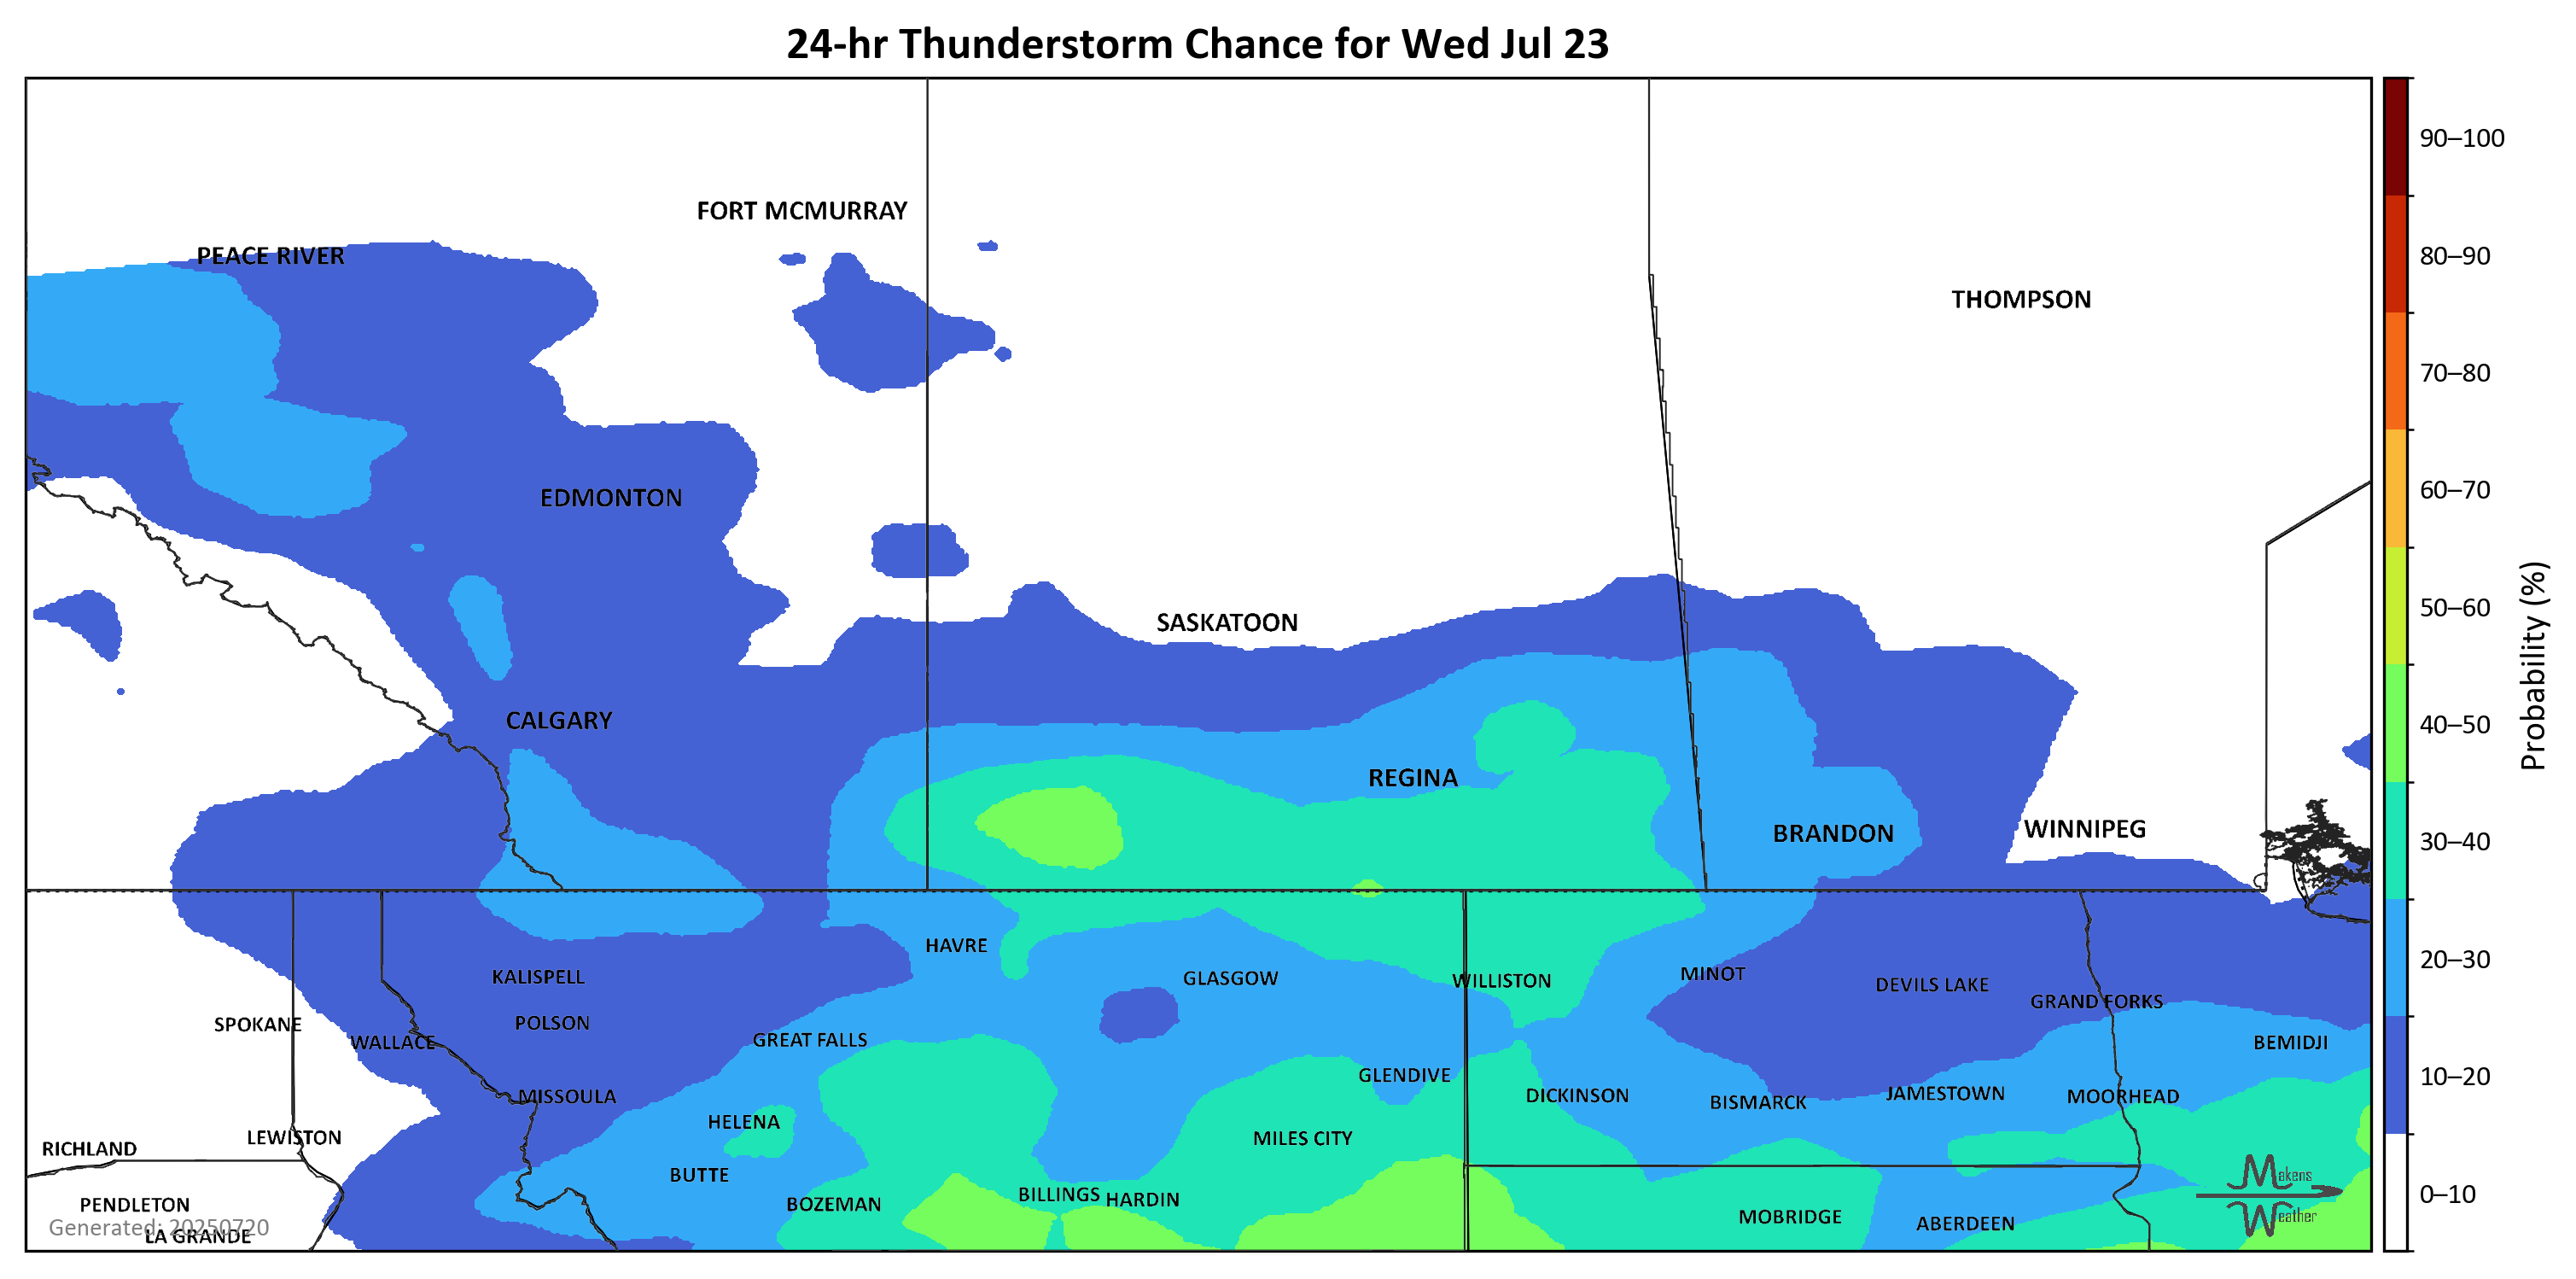 24-hr Thunderstorm Chance for Wed Jul 23
FORT MCMURRAY
PEACE RIVER
THOMPSON
EDMONTON
SASKATOON
CALGARY
REGINA
BRANDON
WINNIPEG
HAVRE
KALISPELL
GLASGOW
WILLISTON
MINOT
DEVILS LAKE
GRAND FORKS
SPOKANE
POLSON
WALLACE
GREAT FALLS
BEMIDJI
GLENDIVE
MISSOULA
DICKINSON
BISMARCK
JAMESTOWN
MOORHEAD
HELENA
RICHLAND
LEWISTON
MILES CITY
BUTTE
BILLINGS
HARDIN
PENDLETON
BOZEMAN
MOBRIDGE
ABERDEEN
Generated: 20250720
LA GRANDE
Makens
Weather
90–100
80–90
70–80
60–70
50–60
40–50
30–40
20–30
10–20
0–10
Probability (%)